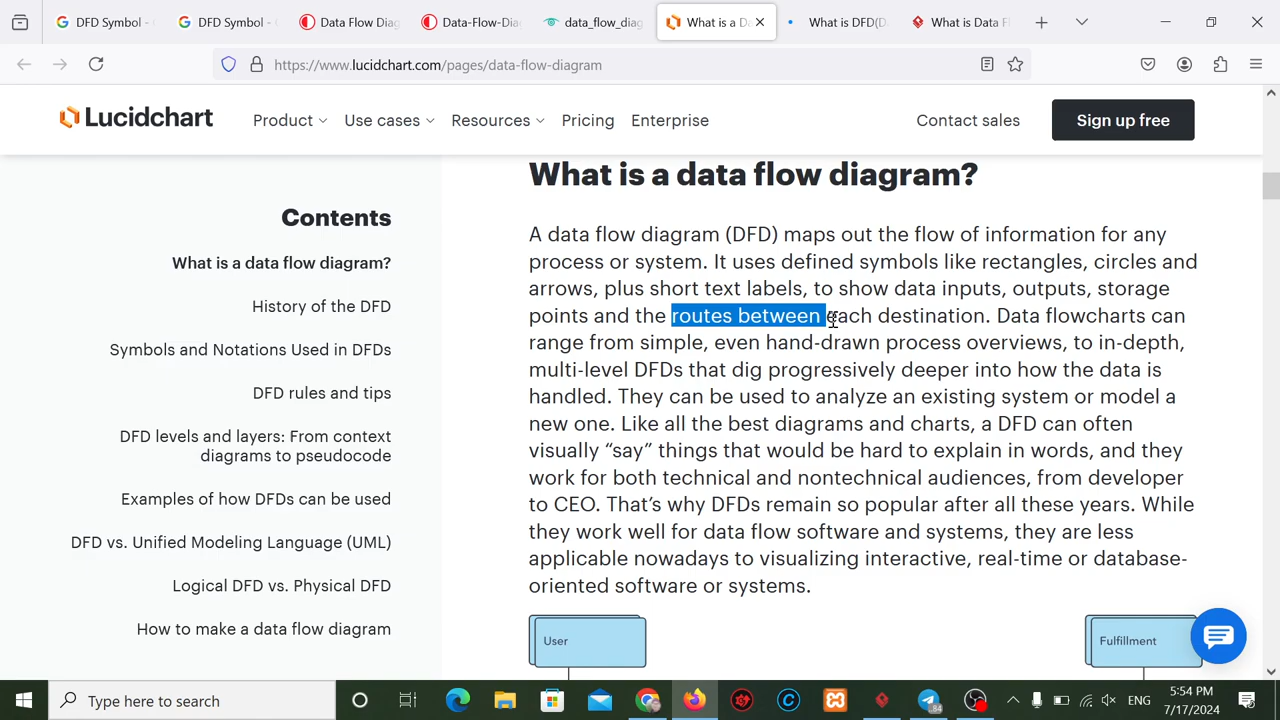 DFD Symbol -
DFD Symbol -
Data Flow Diag
Data-Flow-Dia
data_flow_diag
What is a Da
What is DFD(D
What is Data F
https://www.lucidchart.com/pages/data-flow-diagram
Lucidchart
Product
Use cases
Resources
Pricing
Enterprise
Contact sales
Sign up free
Contents
What is a data flow diagram?
History of the DFD
Symbols and Notations Used in DFDs
DFD rules and tips
DFD levels and layers: From context
diagrams to pseudocode
Examples of how DFDs can be used
DFD vs. Unified Modeling Language (UML)
Logical DFD vs. Physical DFD
How to make a data flow diagram
What is a data flow diagram?
A data flow diagram (DFD) maps out the flow of information for any
process or system. It uses defined symbols like rectangles, circles and
arrows, plus short text labels, to show data inputs, outputs, storage
points and the routes between each destination. Data flowcharts can
range from simple, even hand-drawn process overviews, to in-depth,
multi-level DFDs that dig progressively deeper into how the data is
handled. They can be used to analyze an existing system or model a
new one. Like all the best diagrams and charts, a DFD can often
visually “say” things that would be hard to explain in words, and they
work for both technical and nontechnical audiences, from developer
to CEO. That’s why DFDs remain so popular after all these years. While
they work well for data flow software and systems, they are less
applicable nowadays to visualizing interactive, real-time or database-
oriented software or systems.
User
Fulfillment
Type here to search
ENG
5:54 PM
7/17/2024